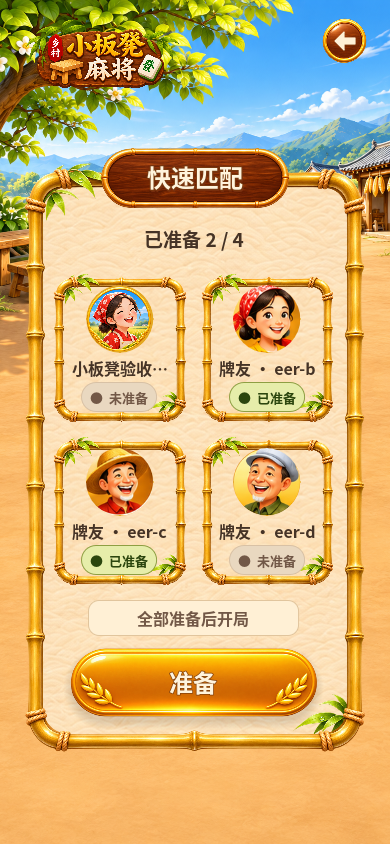 乡村
小板凳
麻将
發
快速匹配
已准备 2 / 4
小板凳验收…
未准备
牌友 · eer-b
已准备
牌友 · eer-c
已准备
牌友 · eer-d
未准备
全部准备后开局
准备